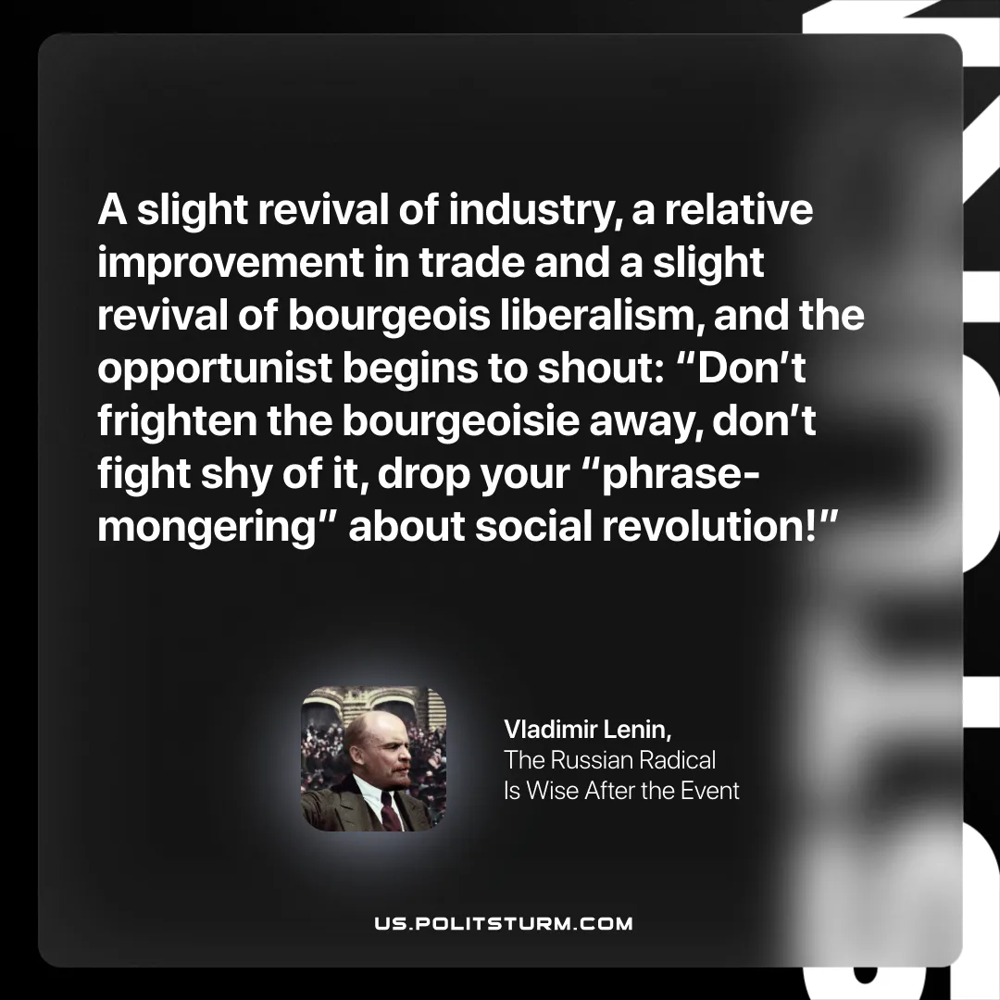 A slight revival of industry, a relative
improvement in trade and a slight
revival of bourgeois liberalism, and the
opportunist begins to shout: “Don’t
frighten the bourgeoisie away, don’t
fight shy of it, drop your “phrase-
mongering” about social revolution!”
Vladimir Lenin,
The Russian Radical
Is Wise After the Event
US.POLITSTURM.COM